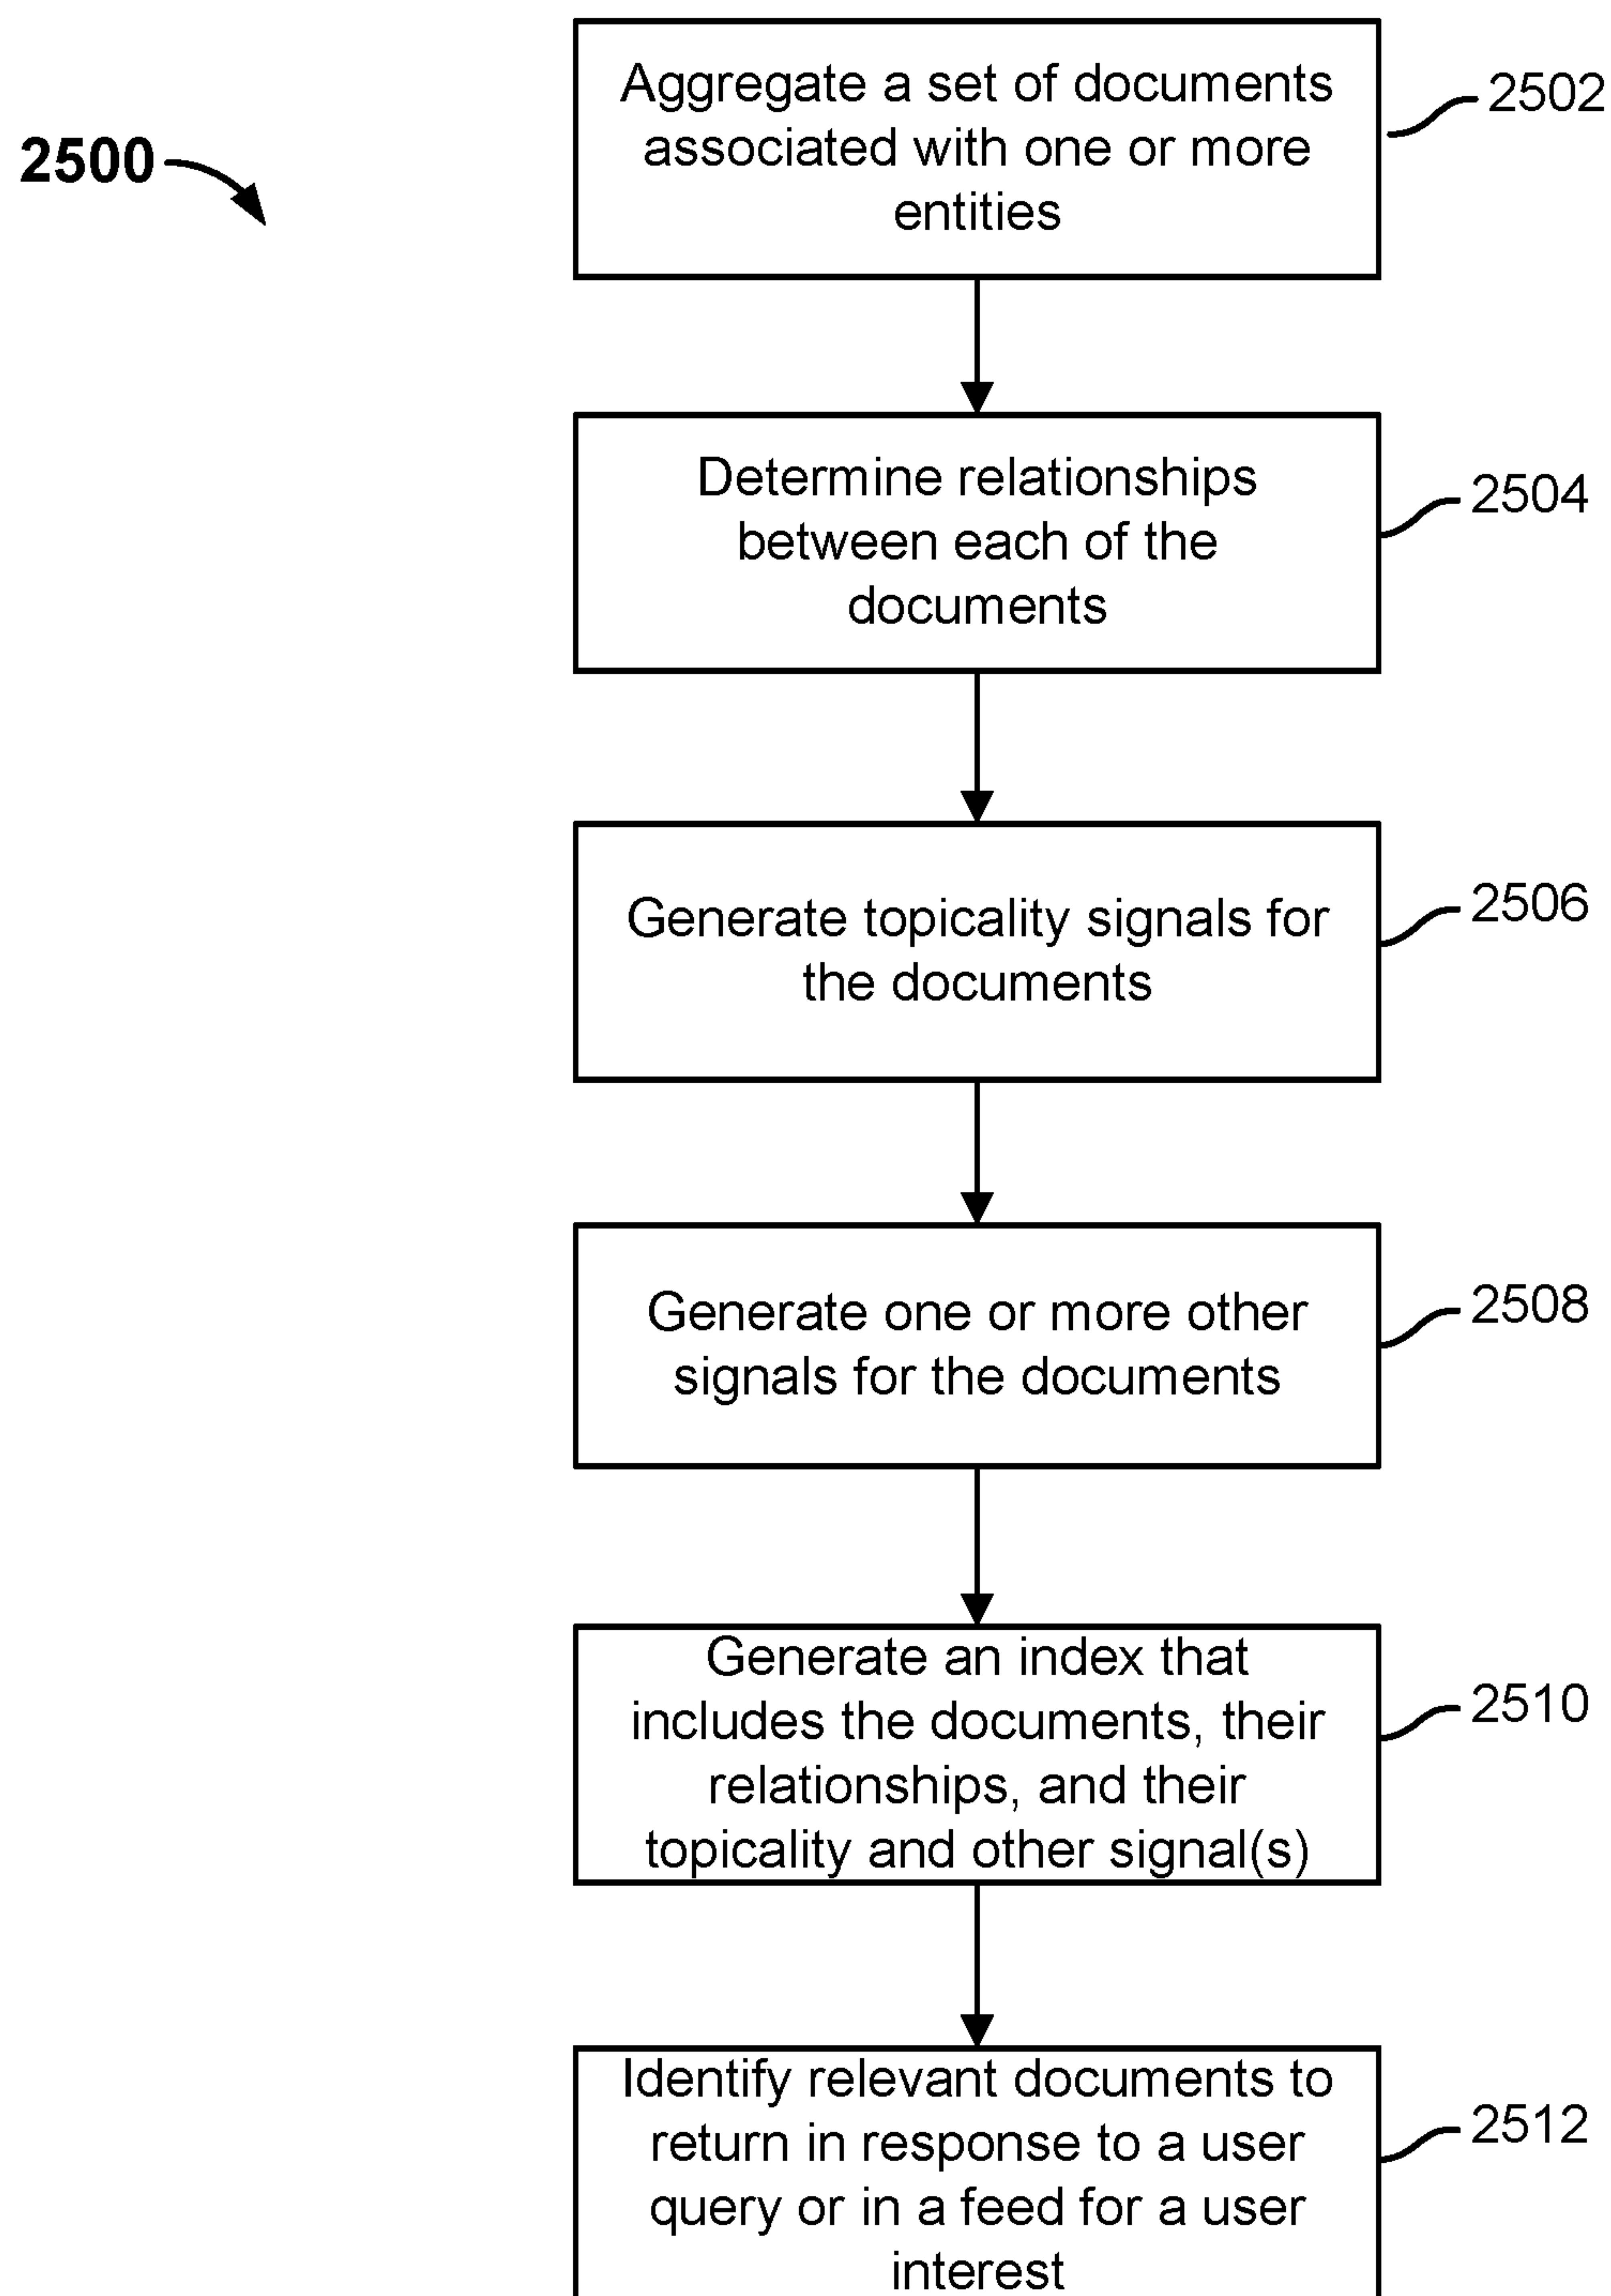 2500
Aggregate a set of documents
associated with one or more
entities
2502
Determine relationships
between each of the
documents
2504
Generate topicality signals for
the documents
2506
Generate one or more other
signals for the documents
2508
Generate an index that
includes the documents, their
relationships, and their
topicality and other signal(s)
2510
Identify relevant documents to
return in response to a user
query or in a feed for a user
interest
2512